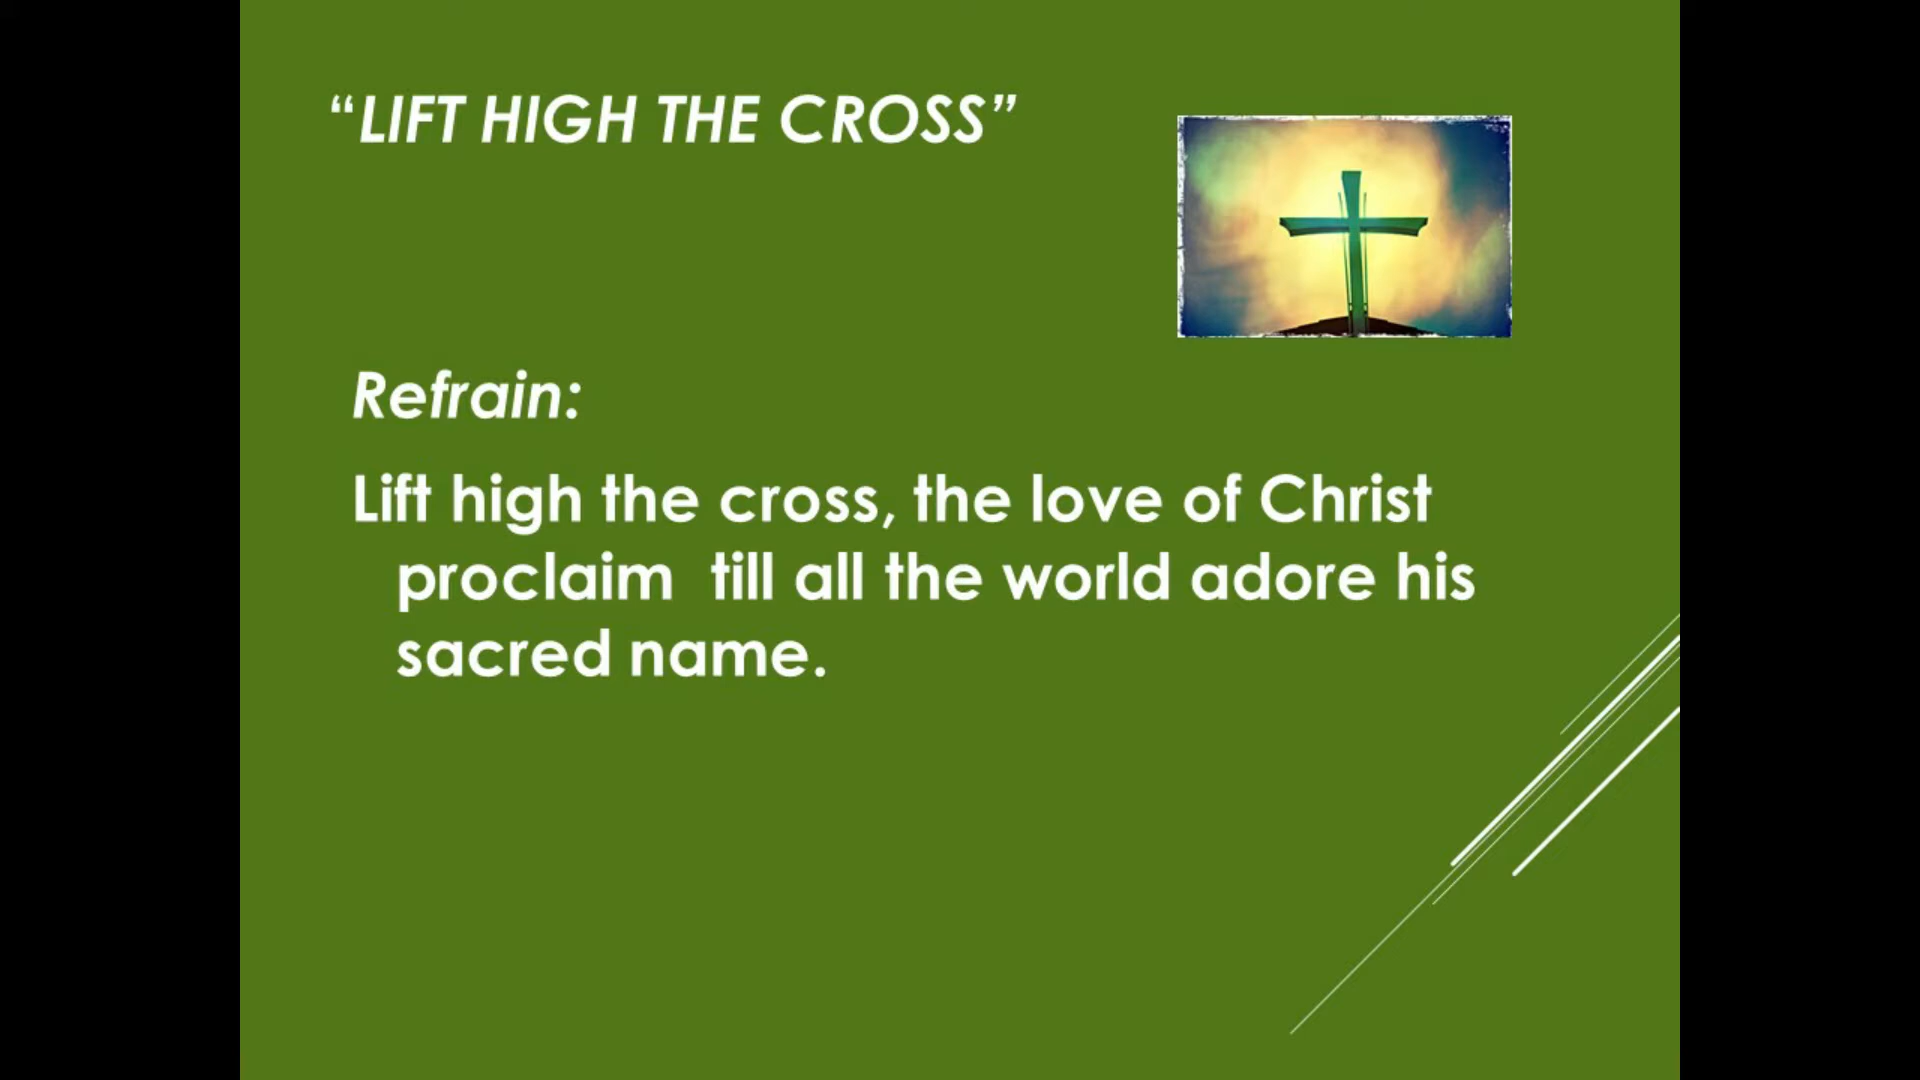 “LIFT HIGH THE CROSS”
Refrain:
Lift high the cross, the love of Christ
proclaim  till all the world adore his
sacred name.